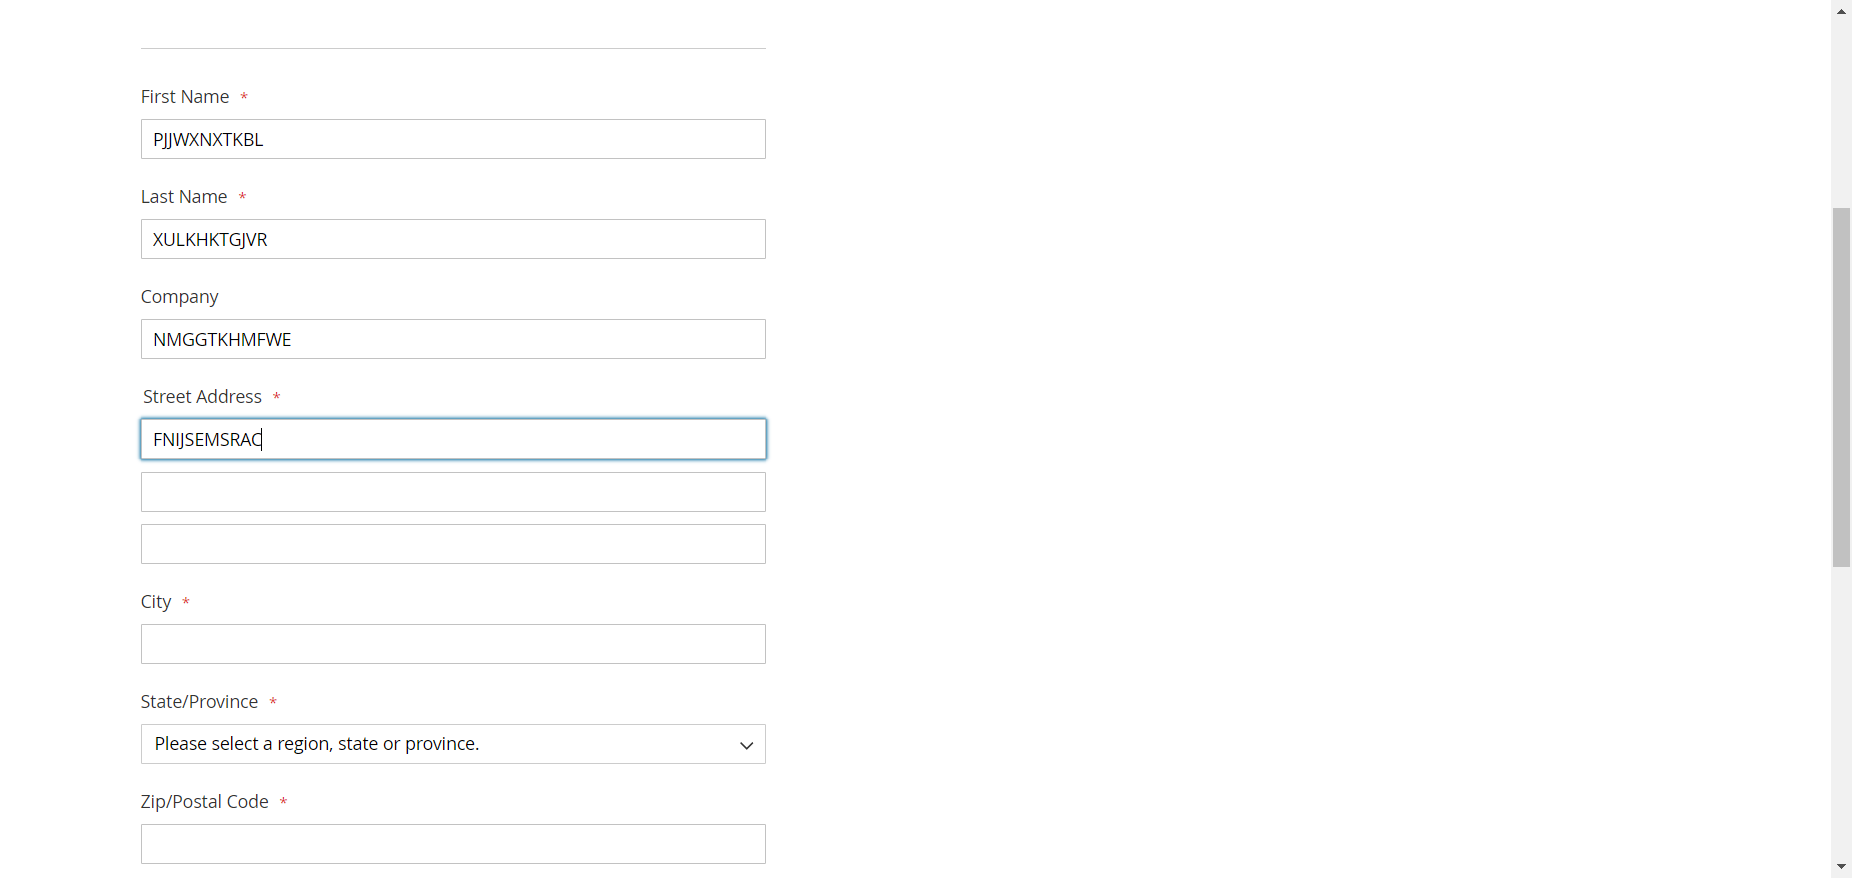 First Name *
PJJWXNXTKBL
Last Name *
XULKHKTGJVR
Company
NMGGTKHMFWE
Street Address *
FNIJSEMSRAC
City *
State/Province *
Please select a region, state or province.
Zip/Postal Code *